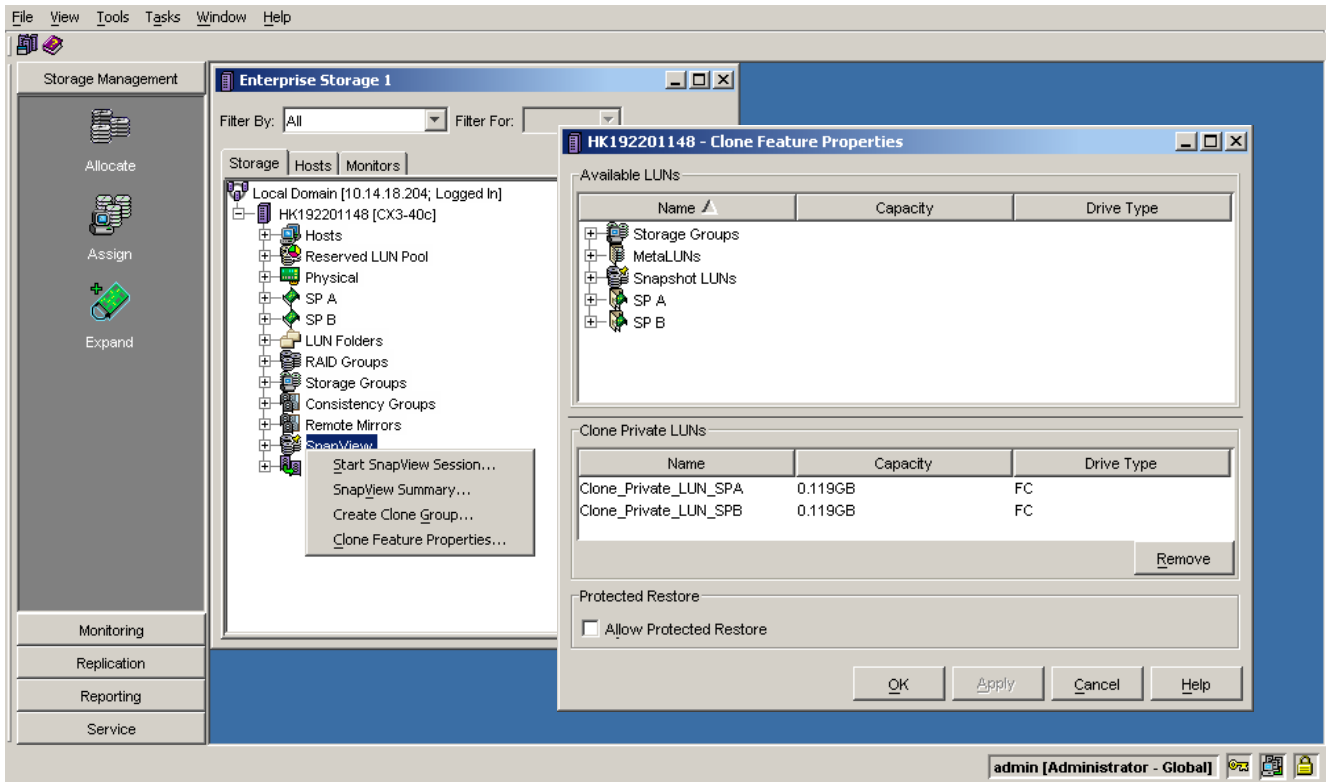 File View Tools Tasks Window Help
Storage Management
Allocate
Assign
Expand
Monitoring
Replication
Reporting
Service
Enterprise Storage 1
Filter By: All Filter For:
Storage Hosts Monitors
Local Domain [10.14.18.204; Logged In]
HK192201148 [CX3-40c]
Hosts
Reserved LUN Pool
Physical
SP A
SP B
LUN Folders
RAID Groups
Storage Groups
Consistency Groups
Remote Mirrors
SnapView
Start SnapView Session...
SnapView Summary...
Create Clone Group...
Clone Feature Properties...
HK192201148 - Clone Feature Properties
Available LUNs
Name Capacity Drive Type
Storage Groups
MetaLUNs
Snapshot LUNs
SP A
SP B
Clone Private LUNs
Name Capacity Drive Type
Clone_Private_LUN_SPA 0.119GB FC
Clone_Private_LUN_SPB 0.119GB FC
Remove
Protected Restore
Allow Protected Restore
OK Apply Cancel Help
admin [Administrator - Global]